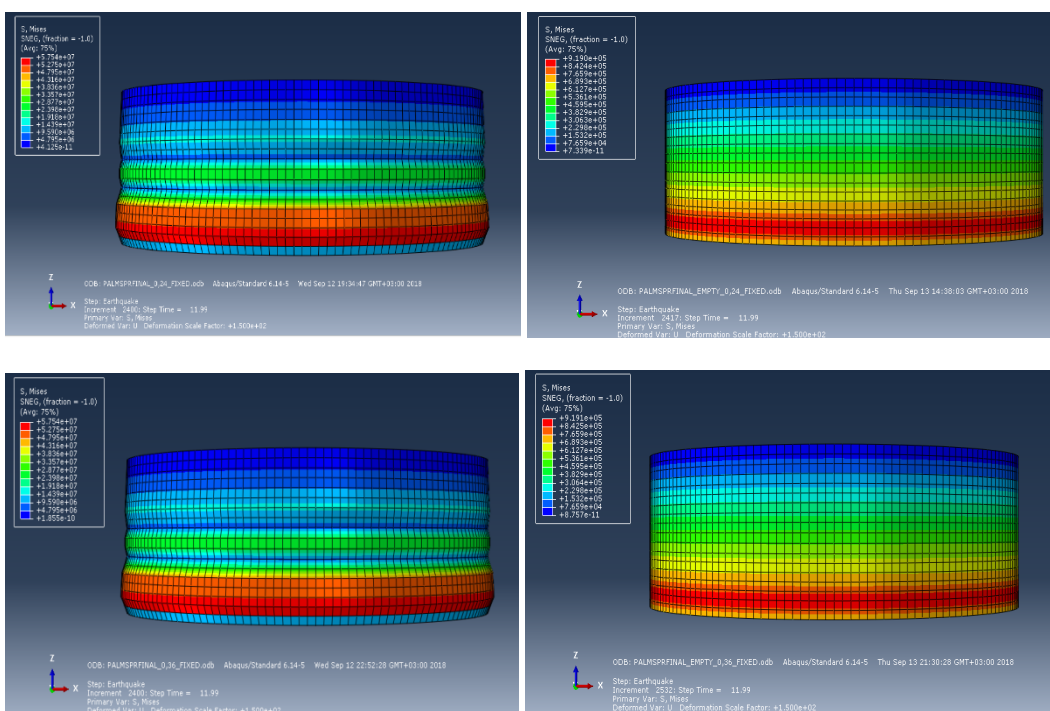 S, Mises
SNEG, (fraction = -1.0)
(Avg: 75%)
+5.754e+07
+5.275e+07
+4.795e+07
+4.316e+07
+3.836e+07
+3.357e+07
+2.877e+07
+2.398e+07
+1.918e+07
+1.439e+07
+9.590e+06
+4.795e+06
+4.125e-11
Z
X
ODB: PALMSPRFINAL_0,24_FIXED.odb Abaqus/Standard 6.14-5 Wed Sep 12 19:34:47 GMT+03:00 2018
Step: Earthquake
Increment 2400: Step Time = 11.99
Primary Var: S, Mises
Deformed Var: U Deformation Scale Factor: +1.500e+02
S, Mises
SNEG, (fraction = -1.0)
(Avg: 75%)
+9.190e+05
+8.424e+05
+7.659e+05
+6.893e+05
+6.127e+05
+5.361e+05
+4.595e+05
+3.829e+05
+3.063e+05
+2.298e+05
+1.532e+05
+7.659e+04
+7.339e-11
Z
X
ODB: PALMSPRFINAL_EMPTY_0,24_FIXED.odb Abaqus/Standard 6.14-5 Thu Sep 13 14:38:03 GMT+03:00 2018
Step: Earthquake
Increment 2417: Step Time = 11.99
Primary Var: S, Mises
Deformed Var: U Deformation Scale Factor: +1.500e+02
S, Mises
SNEG, (fraction = -1.0)
(Avg: 75%)
+5.754e+07
+5.275e+07
+4.795e+07
+4.316e+07
+3.836e+07
+3.357e+07
+2.877e+07
+2.398e+07
+1.918e+07
+1.439e+07
+9.590e+06
+4.795e+06
+1.855e-10
Z
X
ODB: PALMSPRFINAL_0,36_FIXED.odb Abaqus/Standard 6.14-5 Wed Sep 12 22:52:28 GMT+03:00 2018
Step: Earthquake
Increment 2400: Step Time = 11.99
Primary Var: S, Mises
Deformed Var: U Deformation Scale Factor: +1.500e+02
S, Mises
SNEG, (fraction = -1.0)
(Avg: 75%)
+9.191e+05
+8.425e+05
+7.659e+05
+6.893e+05
+6.127e+05
+5.361e+05
+4.595e+05
+3.829e+05
+3.064e+05
+2.298e+05
+1.532e+05
+7.659e+04
+8.757e-11
Z
X
ODB: PALMSPRFINAL_EMPTY_0,36_FIXED.odb Abaqus/Standard 6.14-5 Thu Sep 13 21:30:28 GMT+03:00 2018
Step: Earthquake
Increment 2532: Step Time = 11.99
Primary Var: S, Mises
Deformed Var: U Deformation Scale Factor: +1.500e+02